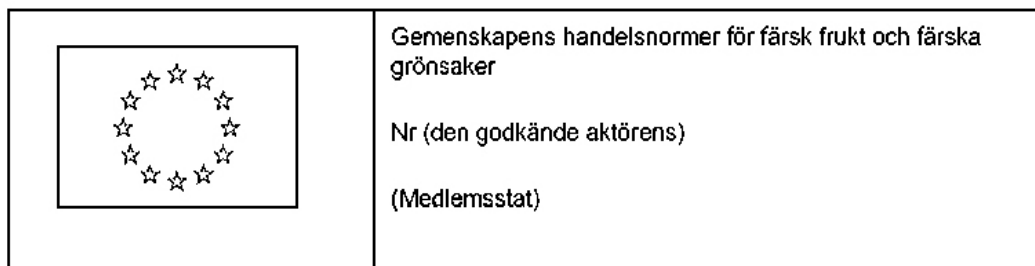 Gemenskapens handelsnormer för färsk frukt och färska
grönsaker
Nr (den godkände aktörens)
(Medlemsstat)